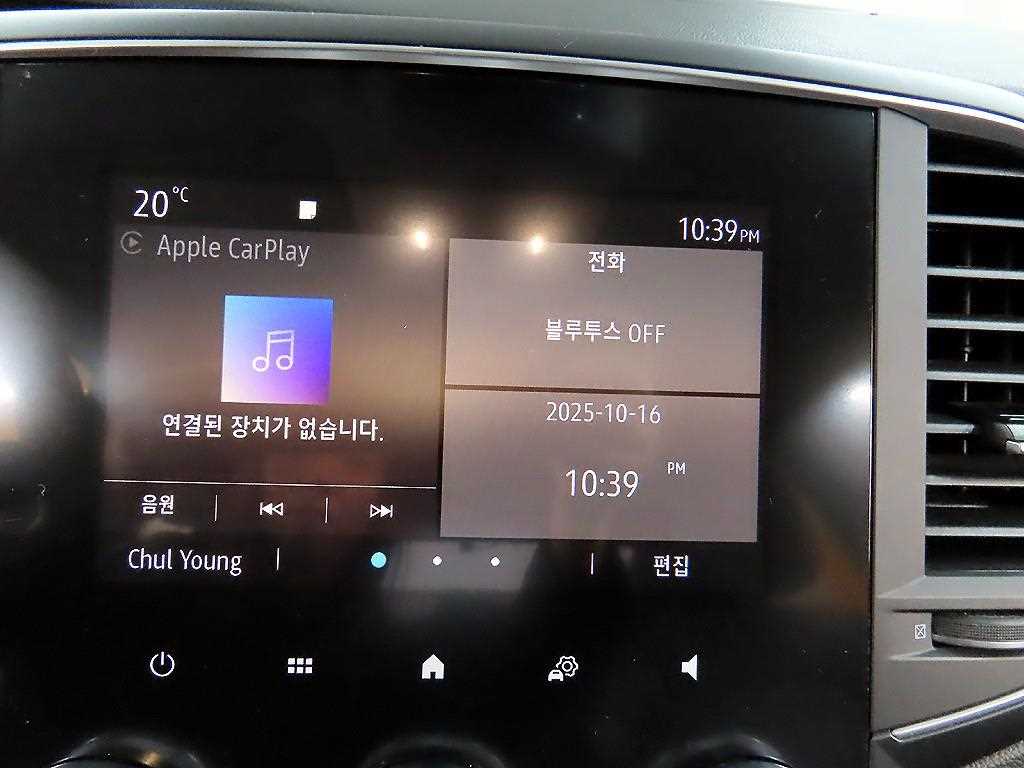 20°C
10:39PM
Apple CarPlay
연결된 장치가 없습니다.
음원
전화
블루투스 OFF
2025-10-16
10:39 PM
Chul Young
편집